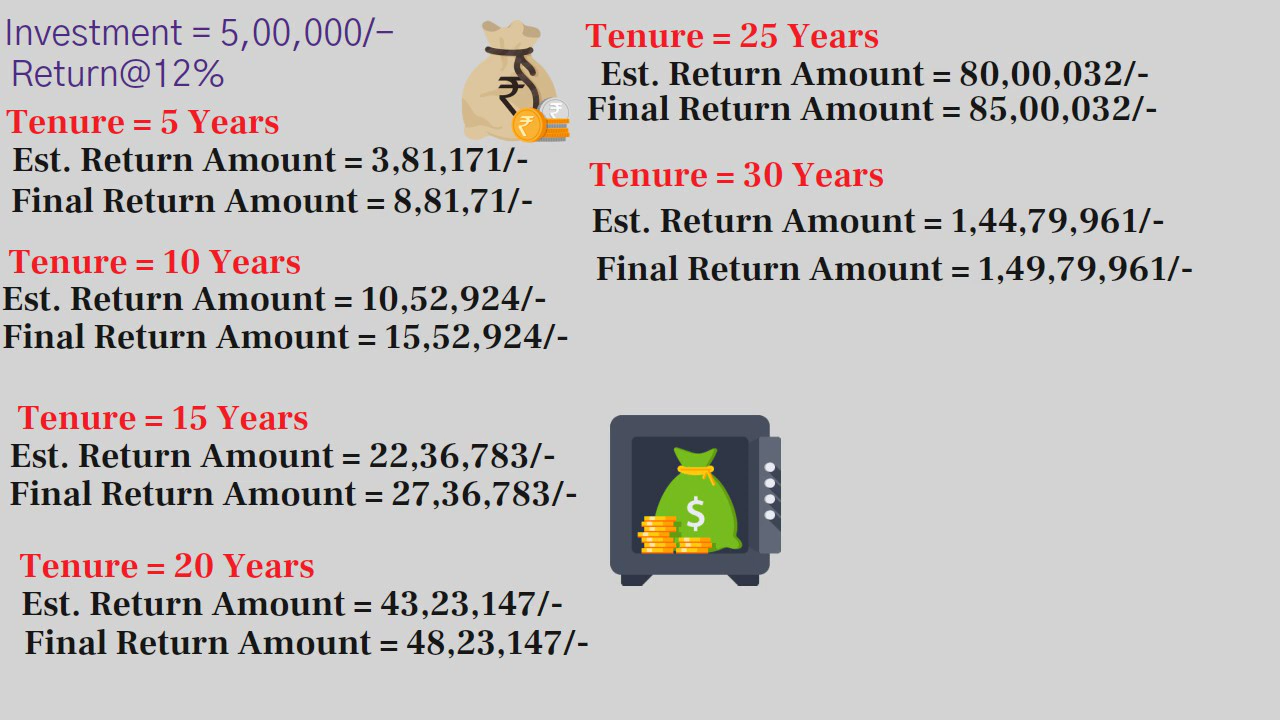 Investment = 5,00,000/-
Return@12%
Tenure = 5 Years
Est. Return Amount = 3,81,171/-
Final Return Amount = 8,81,71/-
Tenure = 10 Years
Est. Return Amount = 10,52,924/-
Final Return Amount = 15,52,924/-
Tenure = 15 Years
Est. Return Amount = 22,36,783/-
Final Return Amount = 27,36,783/-
Tenure = 20 Years
Est. Return Amount = 43,23,147/-
Final Return Amount = 48,23,147/-
₹
₹
₹
Tenure = 25 Years
Est. Return Amount = 80,00,032/-
Final Return Amount = 85,00,032/-
Tenure = 30 Years
Est. Return Amount = 1,44,79,961/-
Final Return Amount = 1,49,79,961/-
$